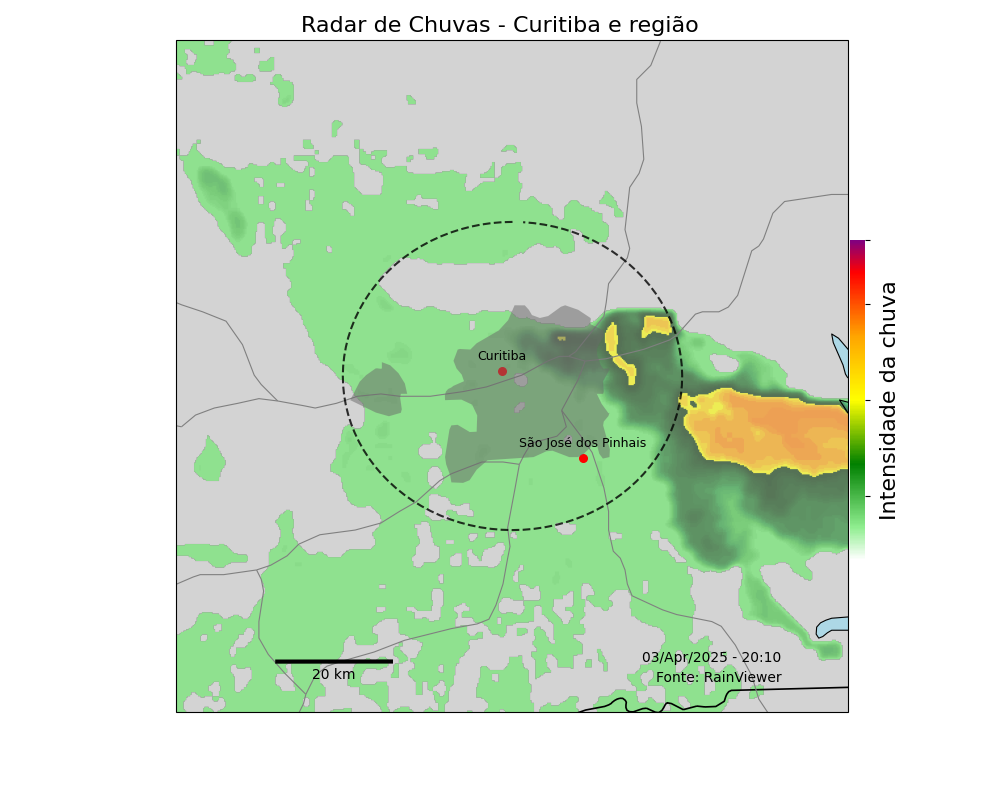 Radar de Chuvas - Curitiba e região
Curitiba
São José dos Pinhais
Intensidade da chuva
20 km
03/Apr/2025 - 20:10
Fonte: RainViewer